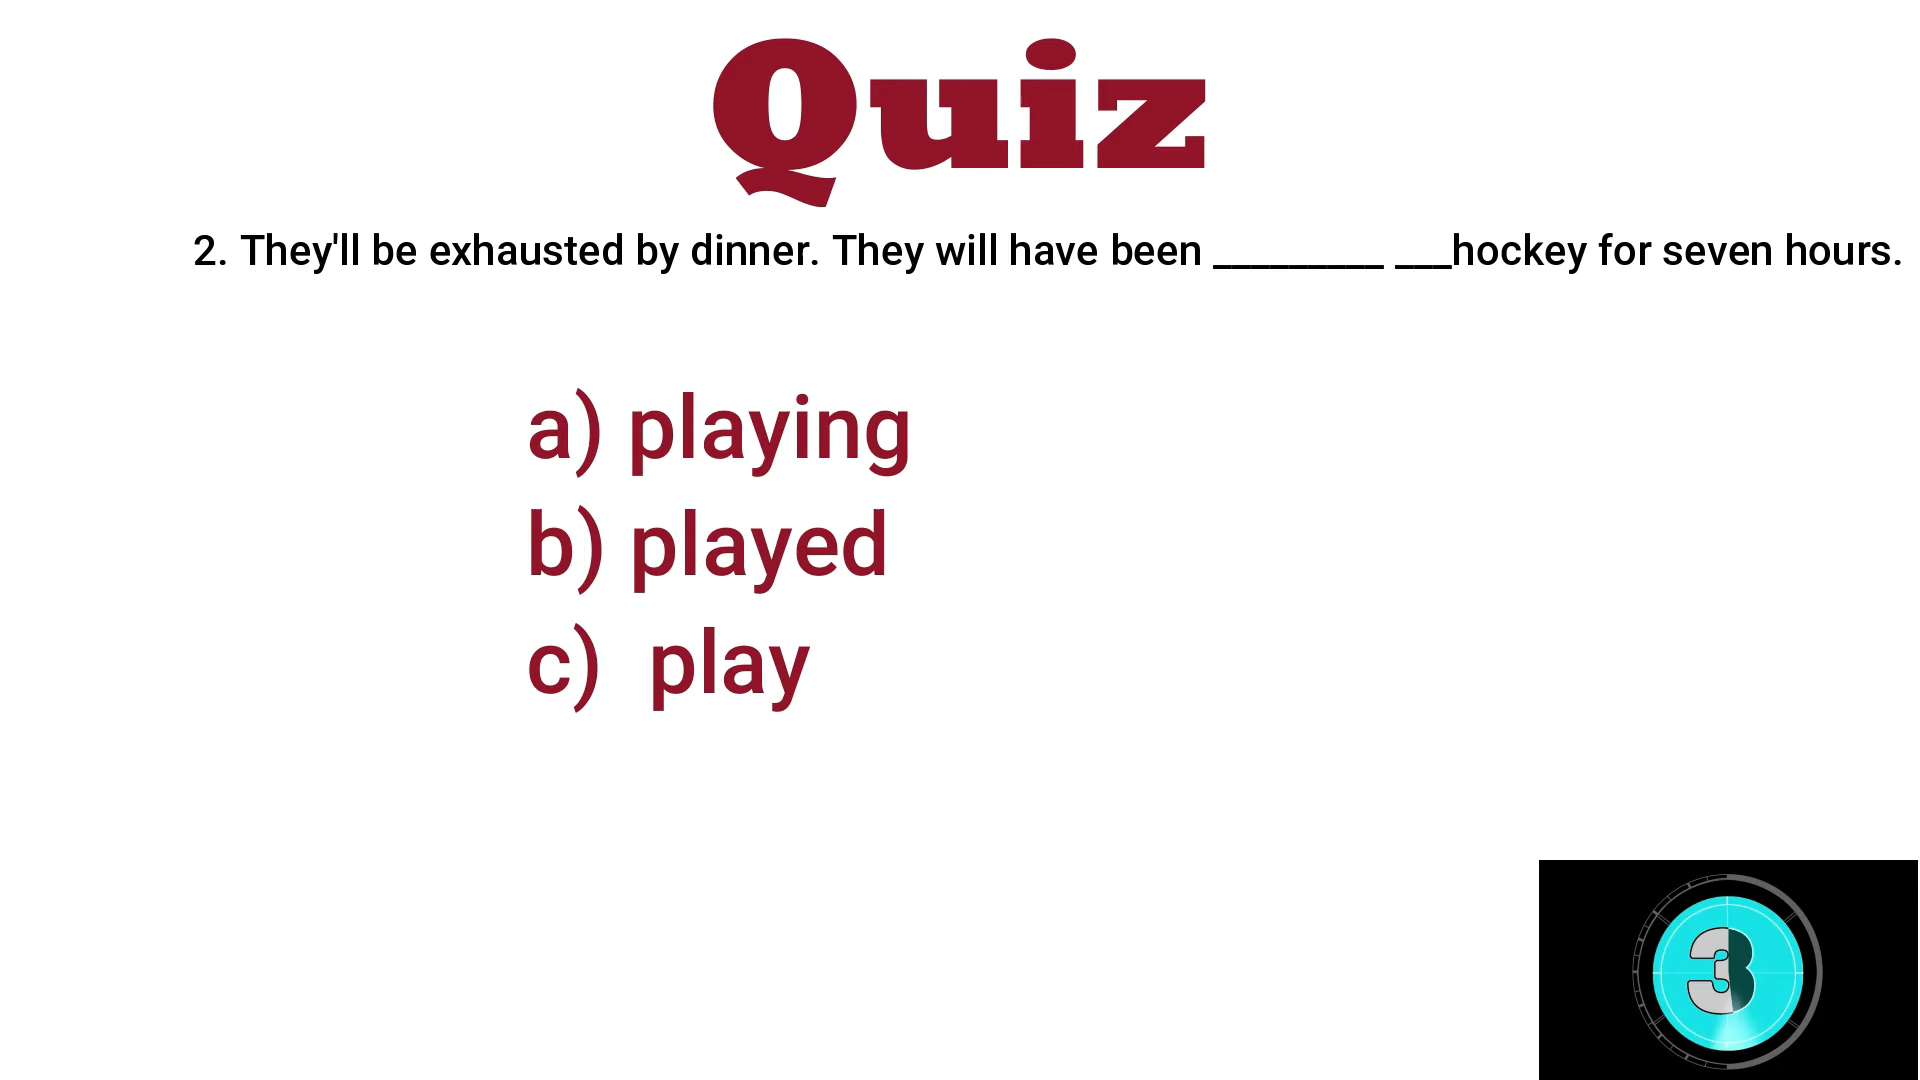 Quiz
2. They'll be exhausted by dinner. They will have been _________ ___hockey for seven hours.
a) playing
b) played
c) play
3